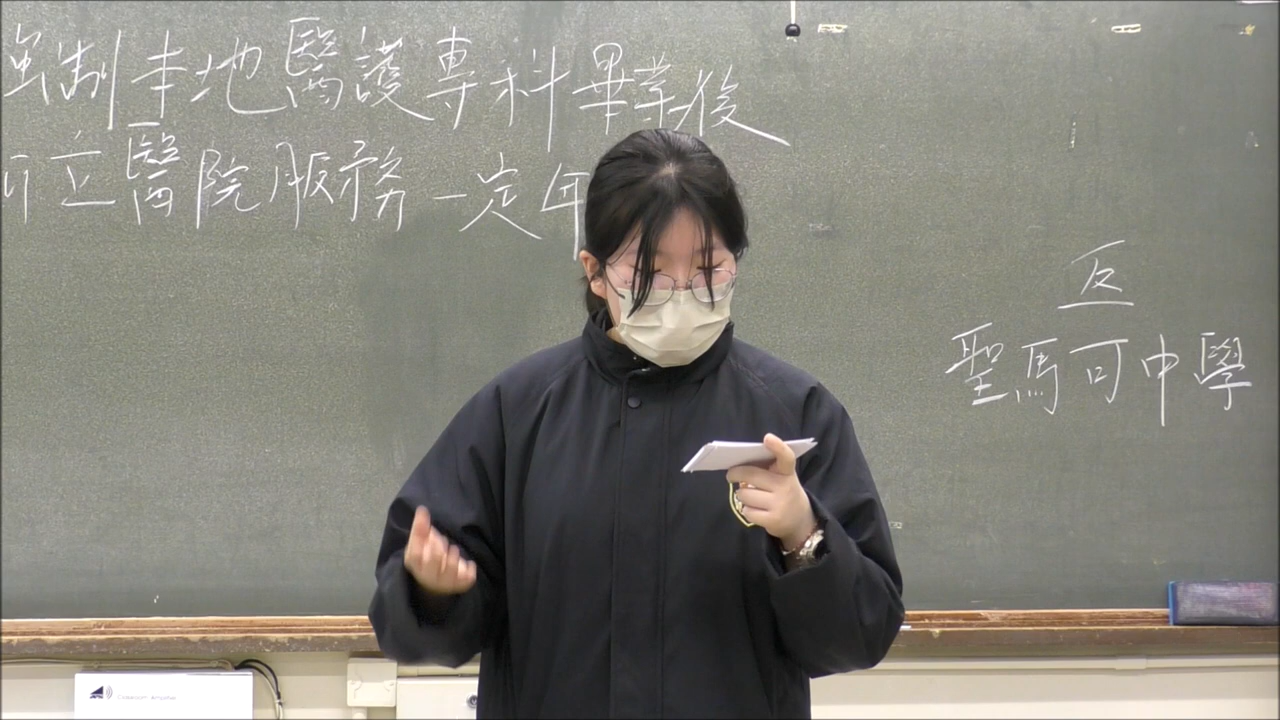 強制本地醫護專科畢業後
立醫院服務一定年
反
聖馬可中學